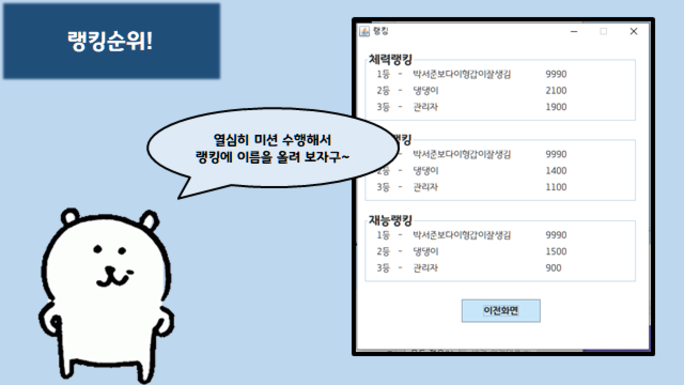 랭킹순위!
열심히 미션 수행해서
랭킹에 이름을 올려 보자구~
랭킹
체력랭킹
1등 - 박서준보다이형갑이잘생김 9990
2등 - 댕댕이 2100
3등 - 관리자 1900
랭킹
1등 - 박서준보다이형갑이잘생김 9990
2등 - 댕댕이 1400
3등 - 관리자 1100
재능랭킹
1등 - 박서준보다이형갑이잘생김 9990
2등 - 댕댕이 1500
3등 - 관리자 900
이전화면